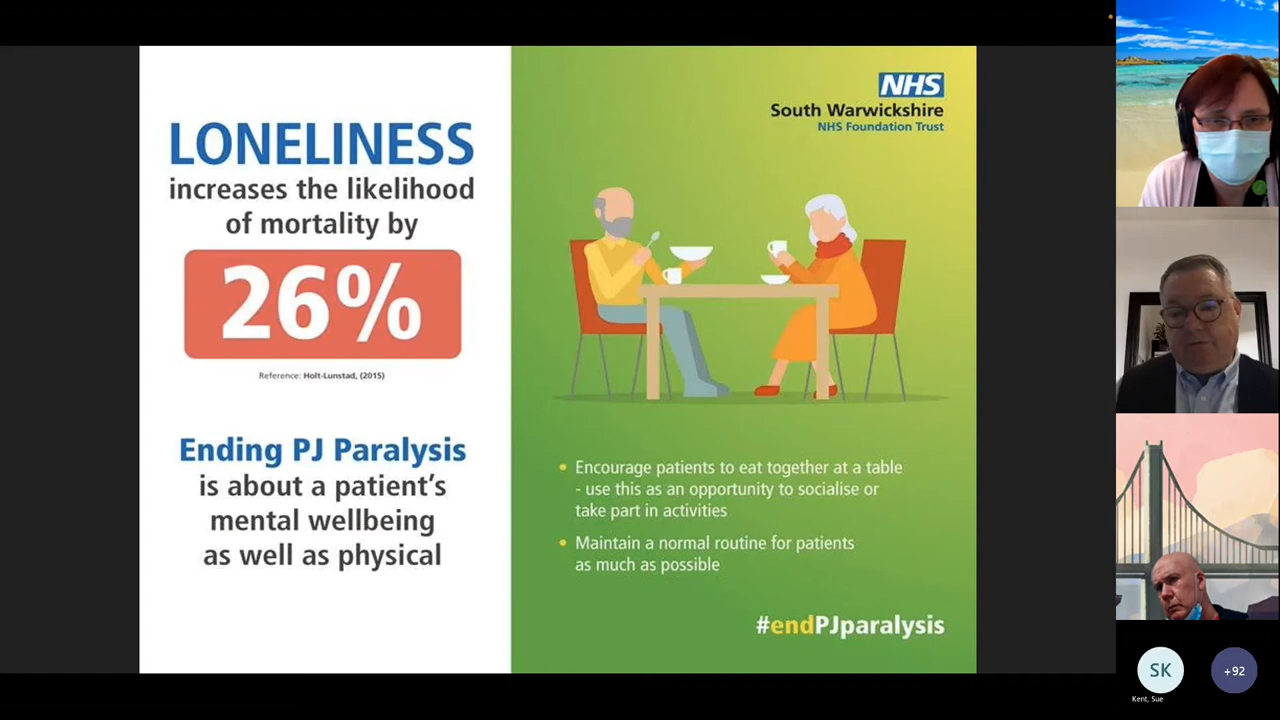 LONELINESS
increases the likelihood
of mortality by
26%
Reference: Holt-Lunstad, (2015)
Ending PJ Paralysis
is about a patient's
mental wellbeing
as well as physical
NHS
South Warwickshire
NHS Foundation Trust
• Encourage patients to eat together at a table
- use this as an opportunity to socialise or
take part in activities
• Maintain a normal routine for patients
as much as possible
#endPJparalysis
SK
+92
Kent, Sue